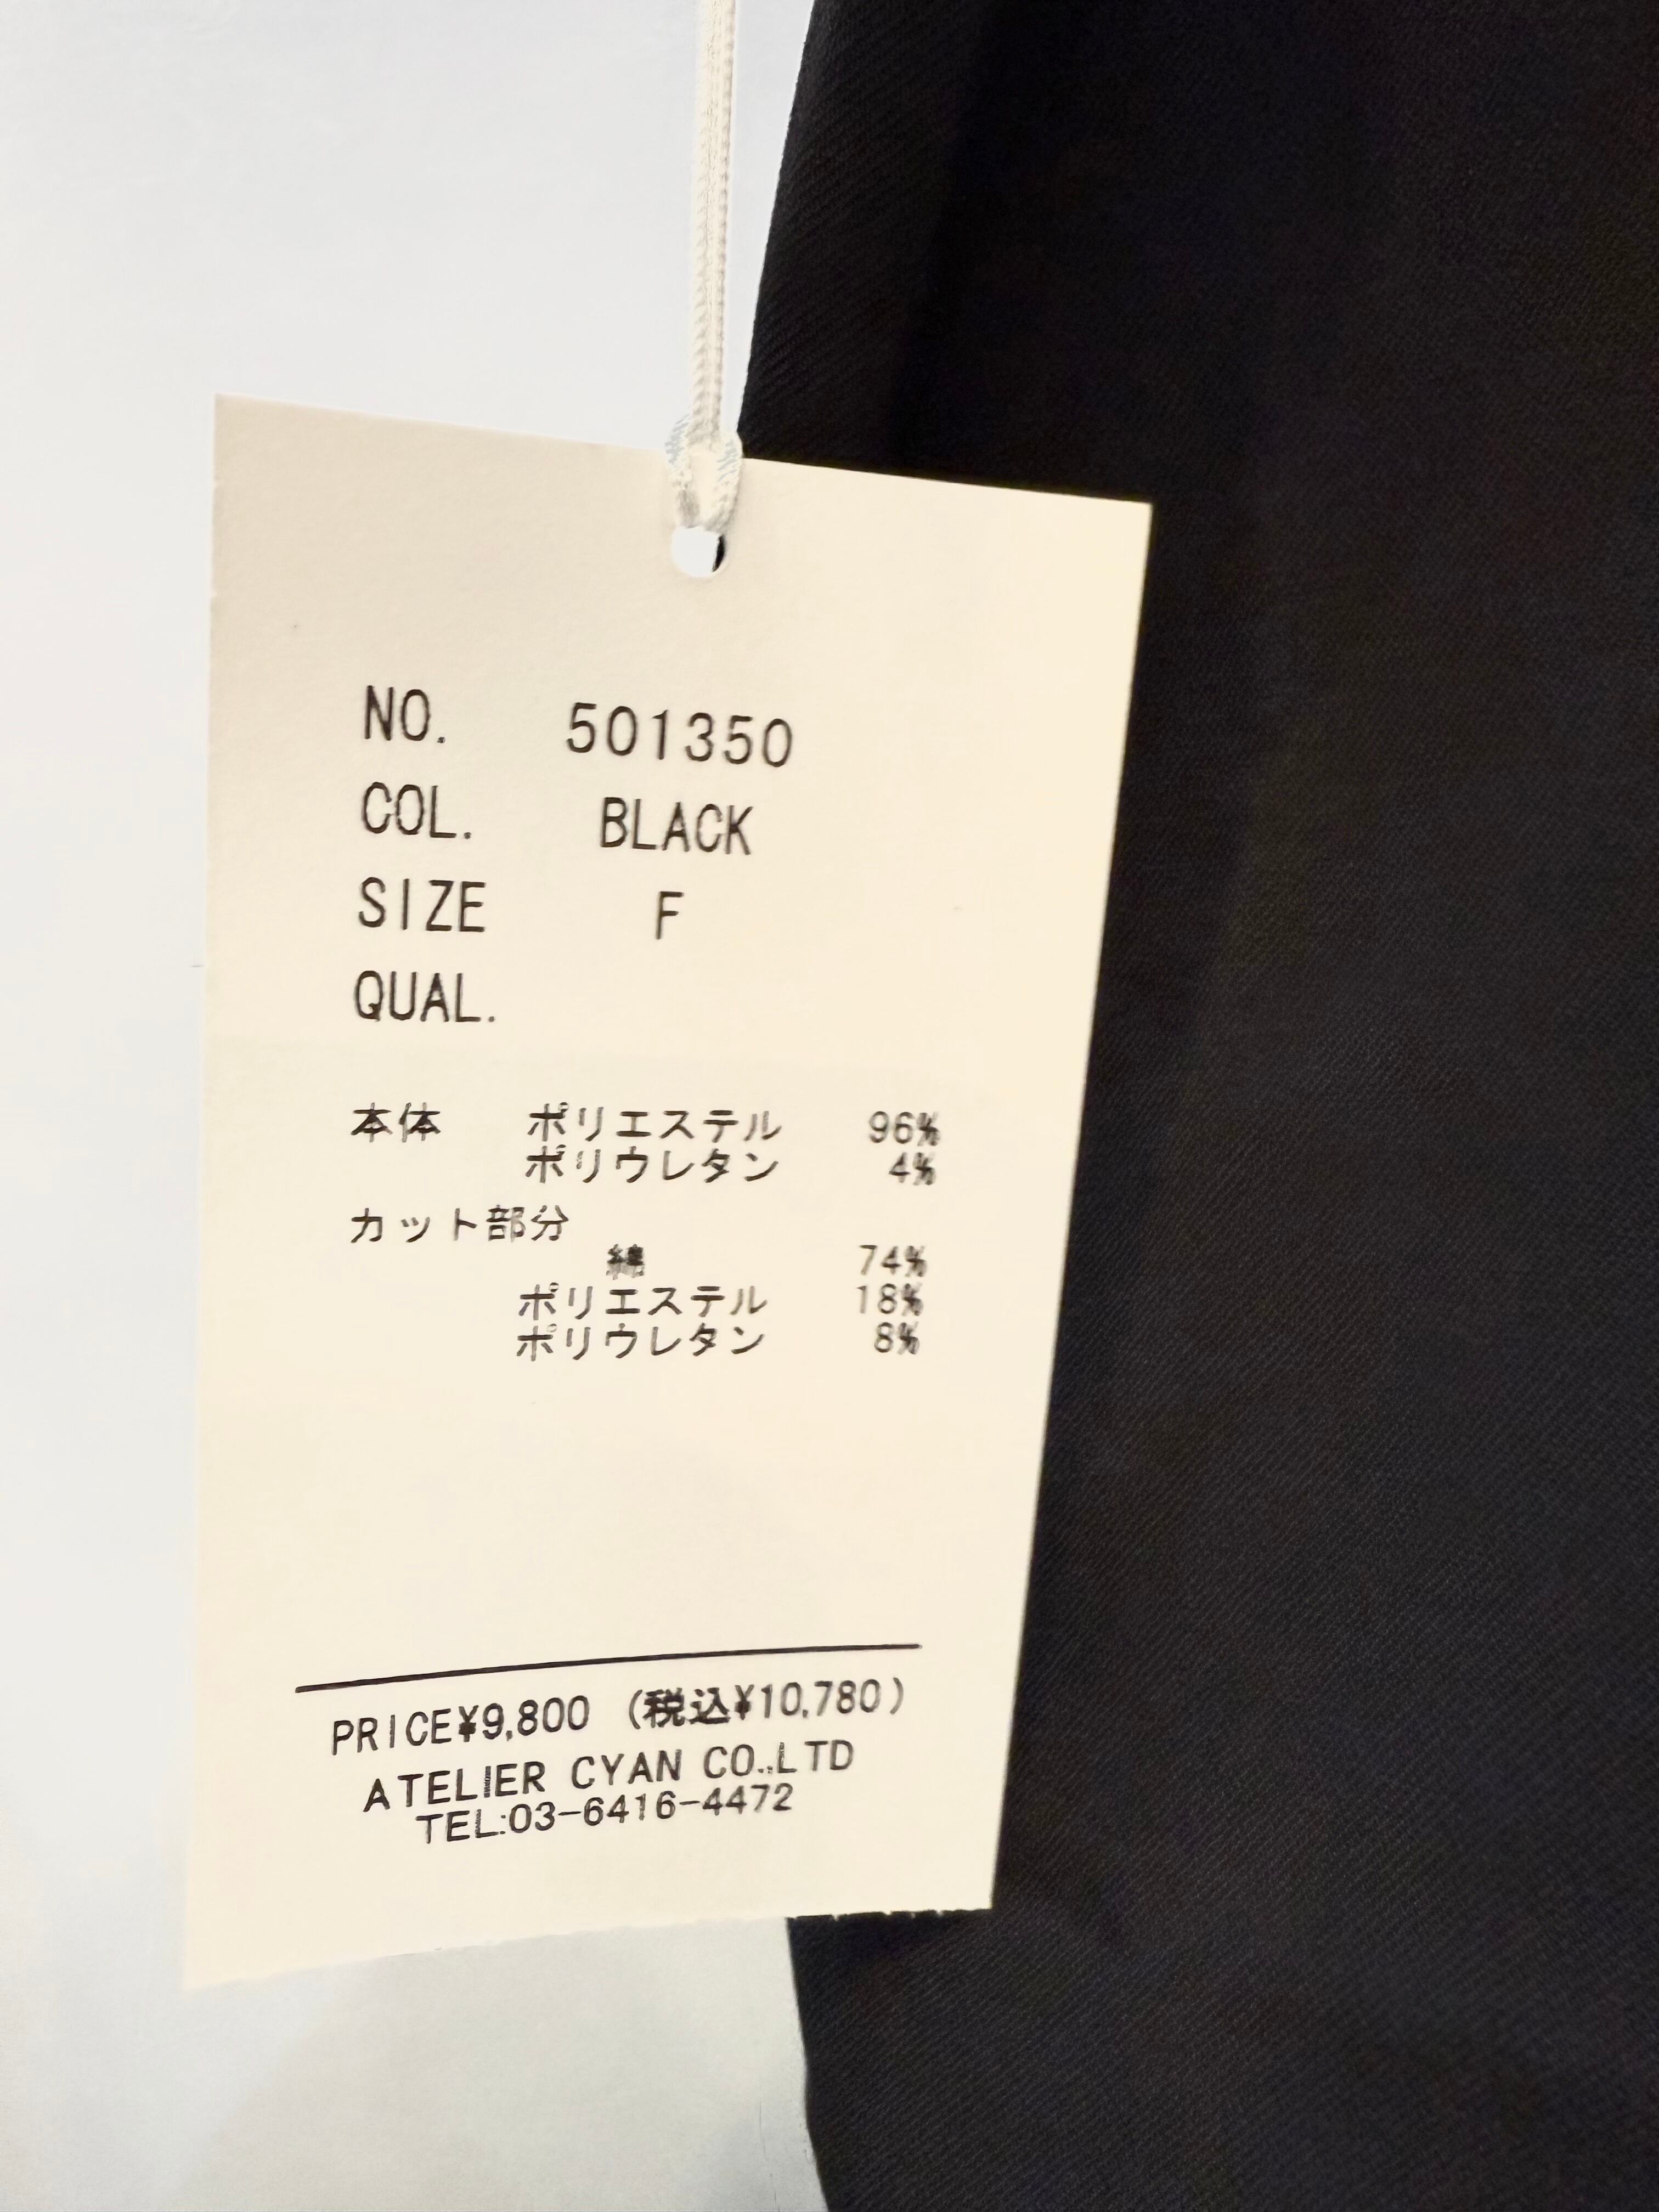 NO. 501350
COL. BLACK
SIZE F
QUAL.
本体 ポリエステル 96%
ポリウレタン 4%
カット部分
綿 74%
ポリエステル 18%
ポリウレタン 8%
PRICE¥9,800 (税込¥10,780)
ATELIER CYAN CO.,LTD
TEL:03-6416-4472